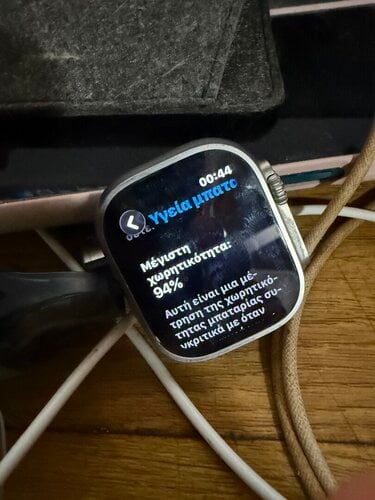 00:44
Υγεία μπατα
Μέγιστη
χωρητικότητα:
94%
Αυτή είναι μια μέ-
τρηση της χωρητικό-
τητας μπαταρίας συ-
γκριτικά με όταν